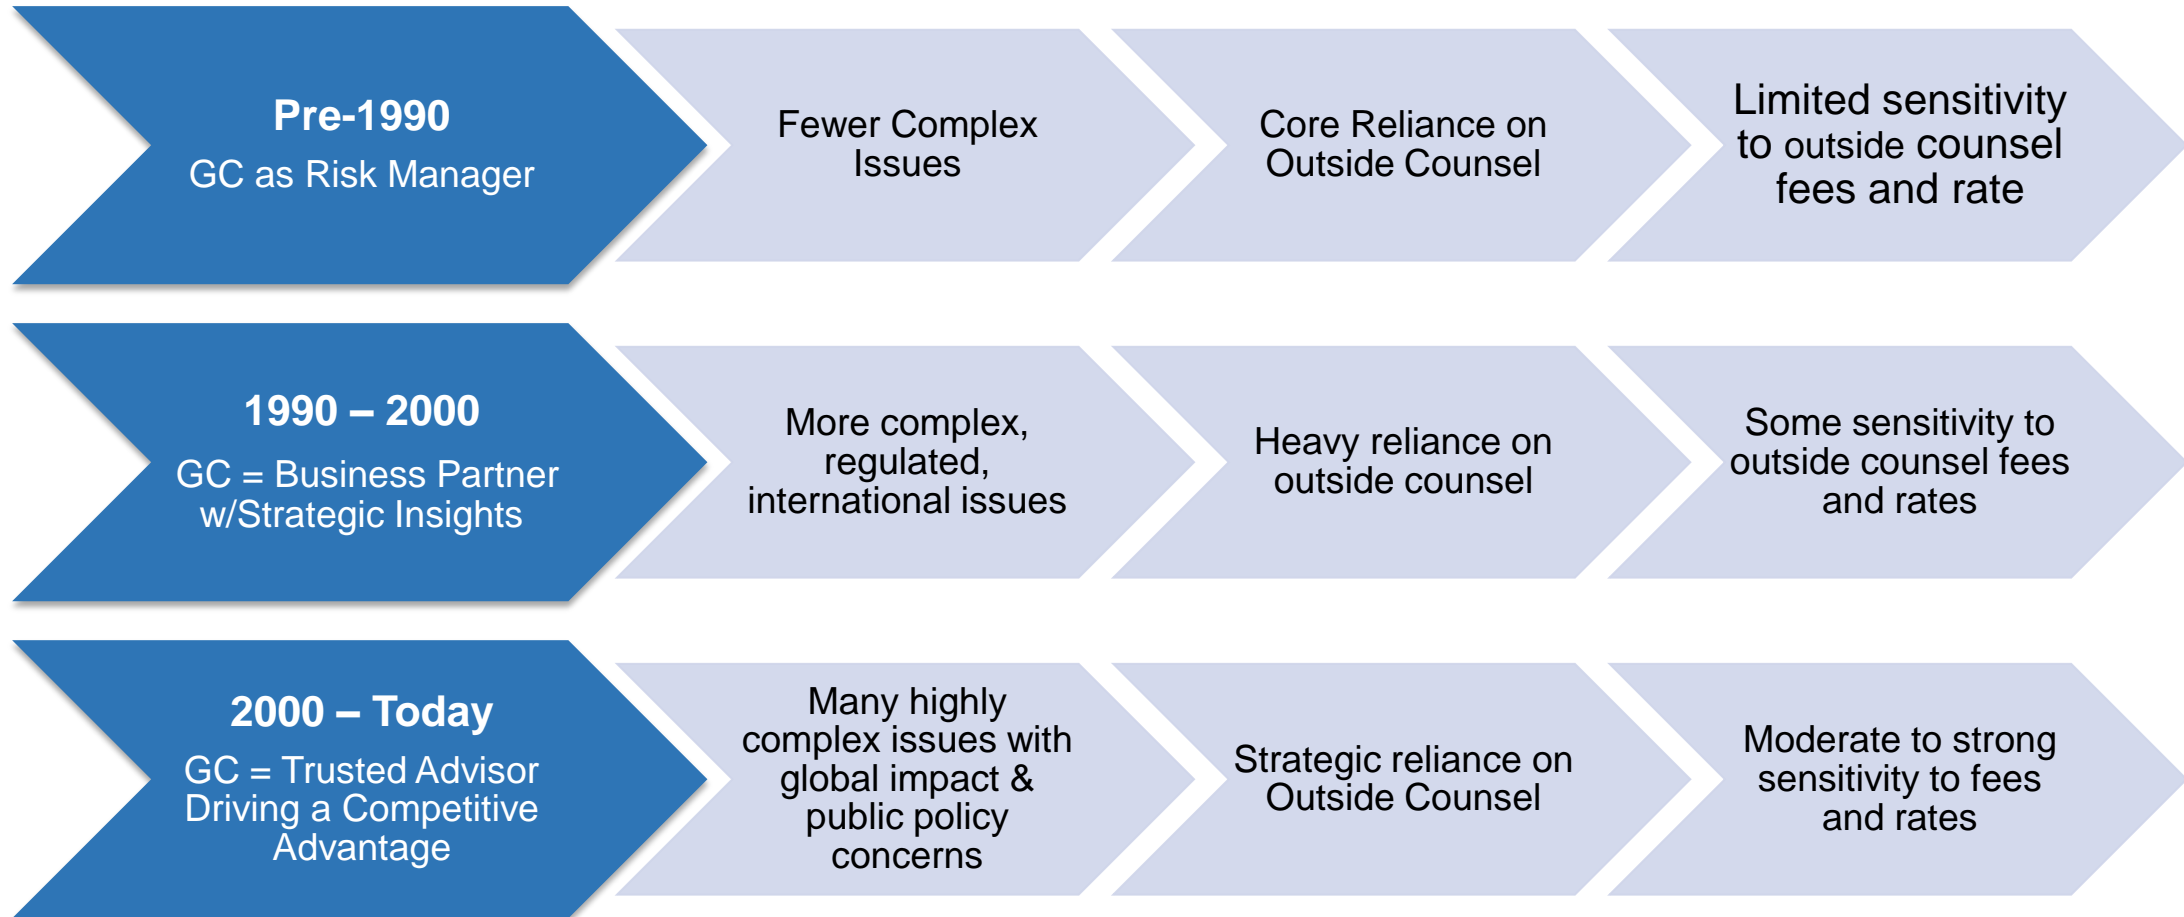 Pre-1990
GC as Risk Manager
Fewer Complex
Issues
Core Reliance on
Outside Counsel
Limited sensitivity
to outside counsel
fees and rate
1990 – 2000
GC = Business Partner
w/Strategic Insights
More complex,
regulated,
international issues
Heavy reliance on
outside counsel
Some sensitivity to
outside counsel fees
and rates
2000 – Today
GC = Trusted Advisor
Driving a Competitive
Advantage
Many highly
complex issues with
global impact &
public policy
concerns
Strategic reliance on
Outside Counsel
Moderate to strong
sensitivity to fees
and rates